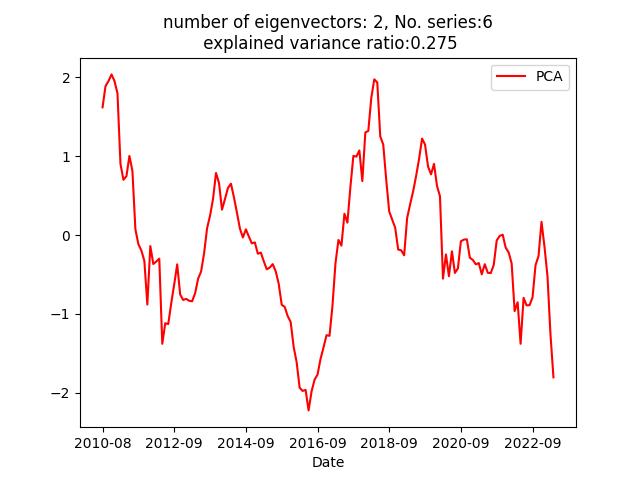 number of eigenvectors: 2, No. series:6
explained variance ratio:0.275
PCA
2
1
0
−1
−2
2010-08 2012-09 2014-09 2016-09 2018-09 2020-09 2022-09
Date